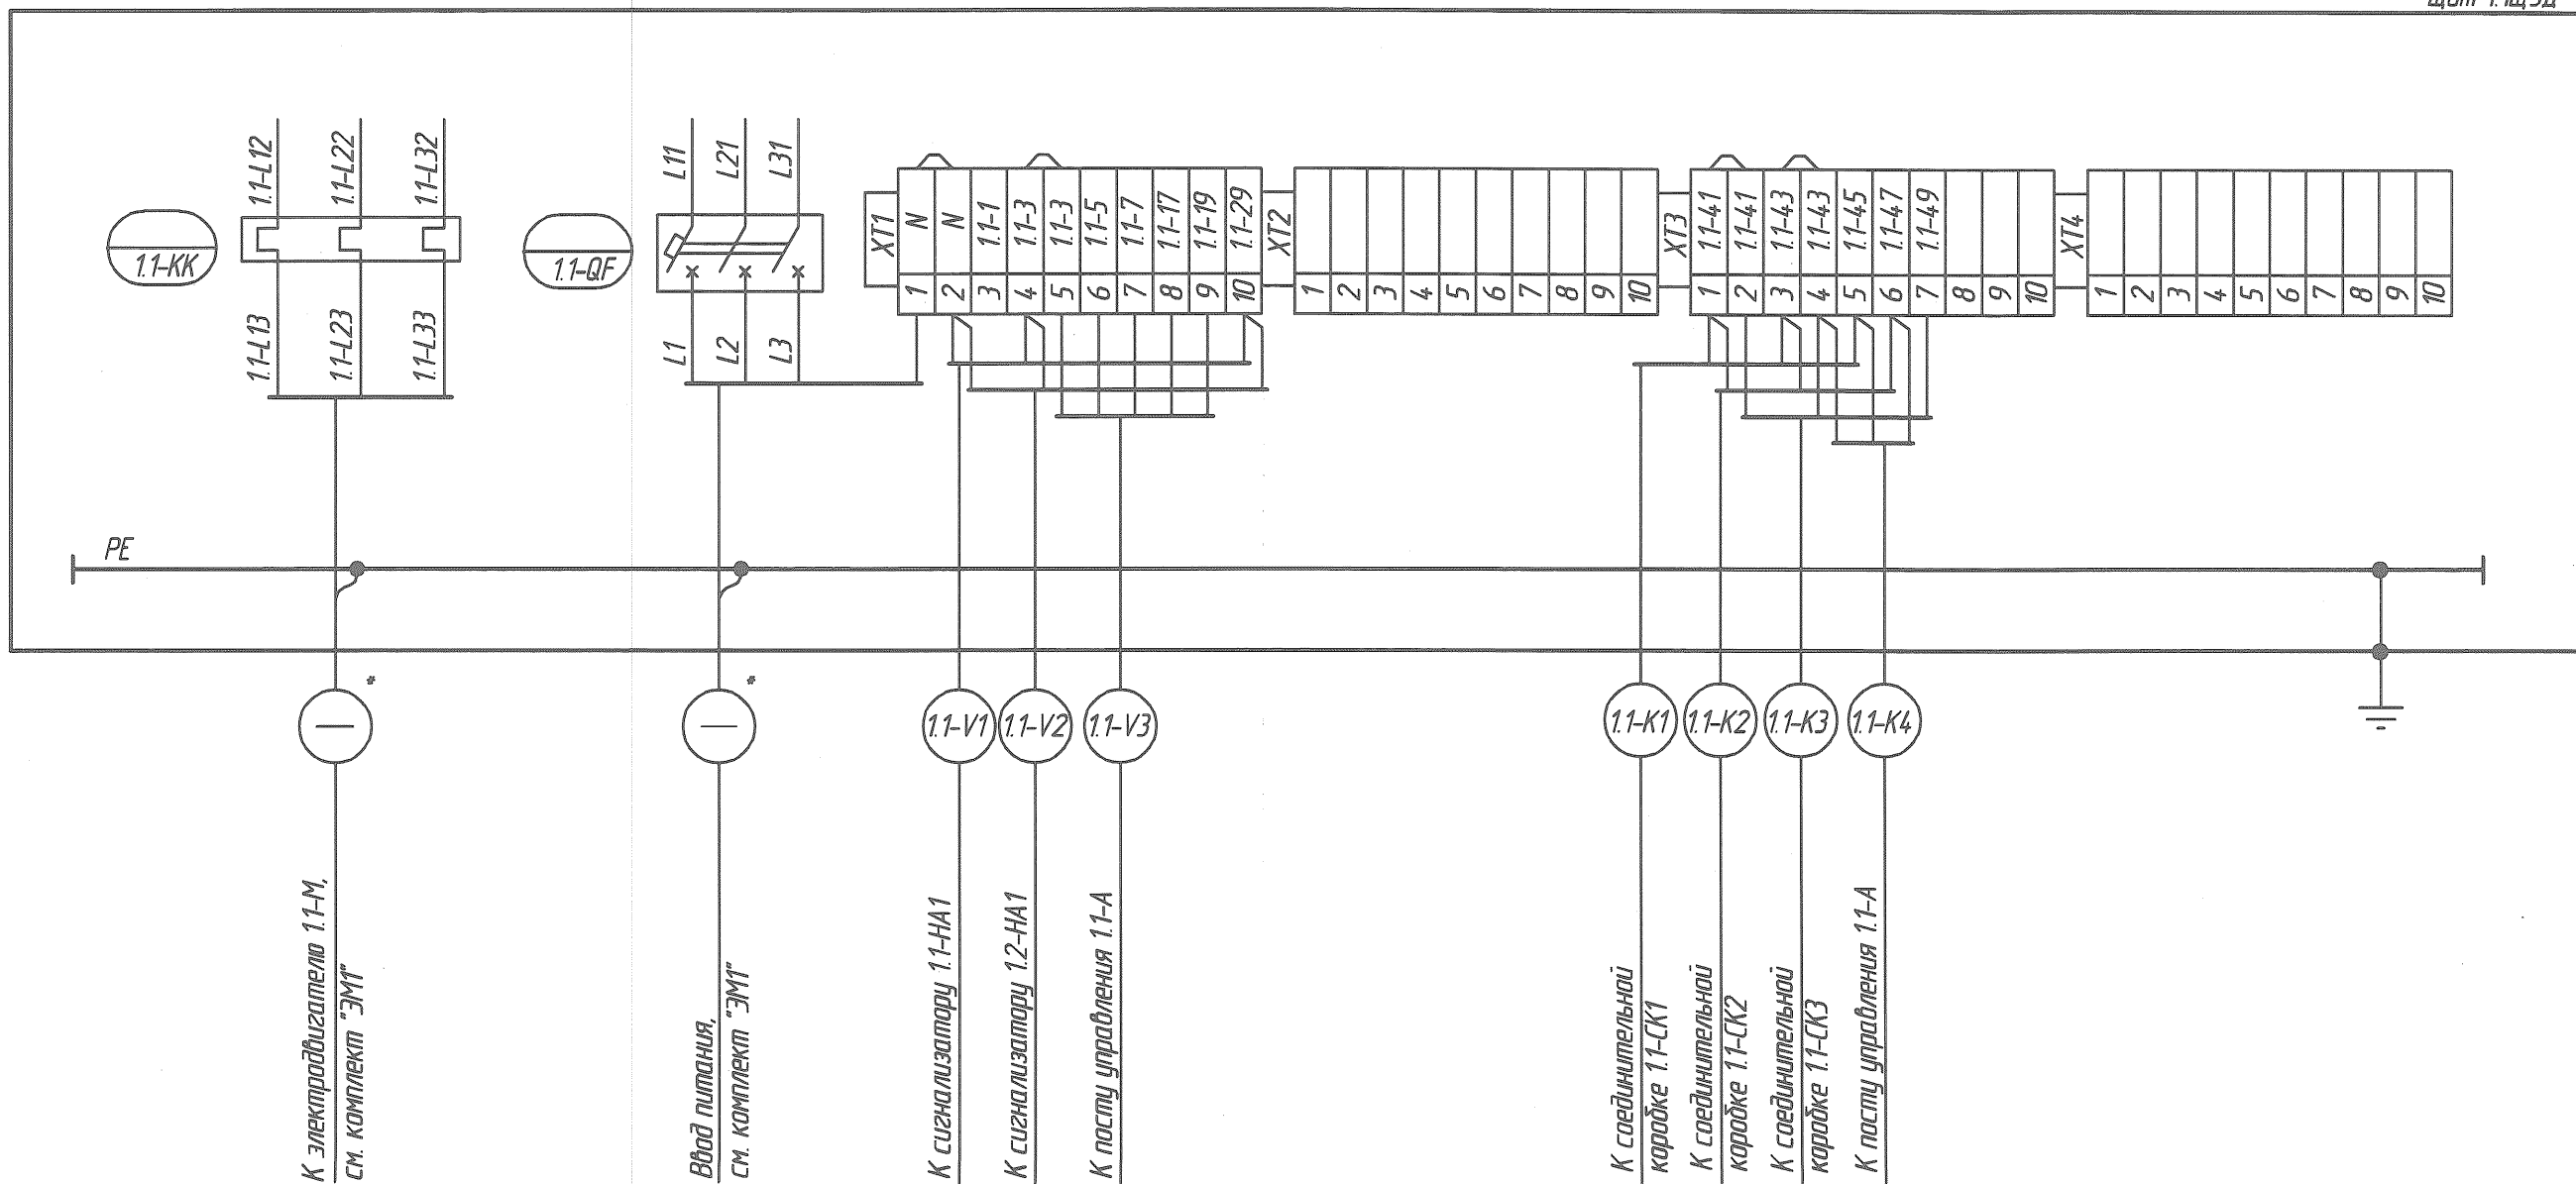 1.1-КК
1.1-L12
1.1-L22
1.1-L32
1.1-L13
1.1-L23
1.1-L33
1.1-QF
L11
L21
L31
L1
L2
L3
XT1
N
N
1.1-1
1.1-3
1.1-3
1.1-5
1.1-7
1.1-17
1.1-19
1.1-29
1
2
3
4
5
6
7
8
9
10
XT2
1
2
3
4
5
6
7
8
9
10
XT3
1.1-41
1.1-41
1.1-43
1.1-43
1.1-45
1.1-47
1.1-49
1
2
3
4
5
6
7
8
9
10
XT4
1
2
3
4
5
6
7
8
9
10
PE
*
*
1.1-V1
1.1-V2
1.1-V3
1.1-К1
1.1-К2
1.1-К3
1.1-К4
К электродвигателю 1.1-М,
см. комплект "ЭМ1"
Ввод питания,
см. комплект "ЭМ1"
К сигнализатору 1.1-НА1
К сигнализатору 1.2-НА1
К посту управления 1.1-А
К соединительной
коробке 1.1-СК1
К соединительной
коробке 1.1-СК2
К соединительной
коробке 1.1-СК3
К посту управления 1.1-А